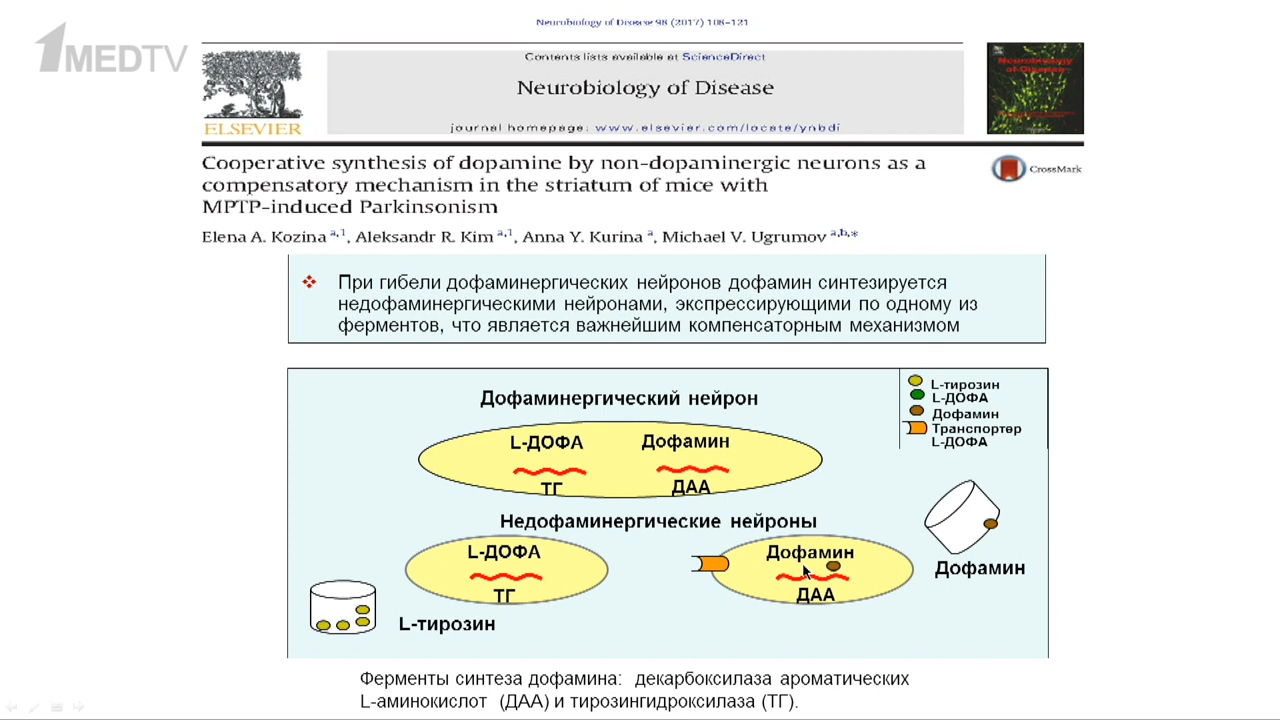 1MEDTV
Neurobiology of Disease 98 (2017) 108–121
Contents lists available at ScienceDirect
Neurobiology of Disease
journal homepage: www.elsevier.com/locate/ynbdi
ELSEVIER
Neurobiology
of Disease
Cooperative synthesis of dopamine by non-dopaminergic neurons as a
compensatory mechanism in the striatum of mice with
MPTP-induced Parkinsonism
CrossMark
Elena A. Kozina a,1, Aleksandr R. Kim a,1, Anna Y. Kurina a, Michael V. Ugrumov a,b,*
❖ При гибели дофаминергических нейронов дофамин синтезируется
недофаминергическими нейронами, экспрессирующими по одному из
ферментов, что является важнейшим компенсаторным механизмом
L-тирозин
L-ДОФА
Дофамин
Транспортер
L-ДОФА
Дофаминергический нейрон
L-ДОФА Дофамин
ТГ ДАА
Недофаминергические нейроны
L-ДОФА Дофамин
ТГ ДАА
Дофамин
L-тирозин
Ферменты синтеза дофамина: декарбоксилаза ароматических
L-аминокислот (ДАА) и тирозингидроксилаза (ТГ).